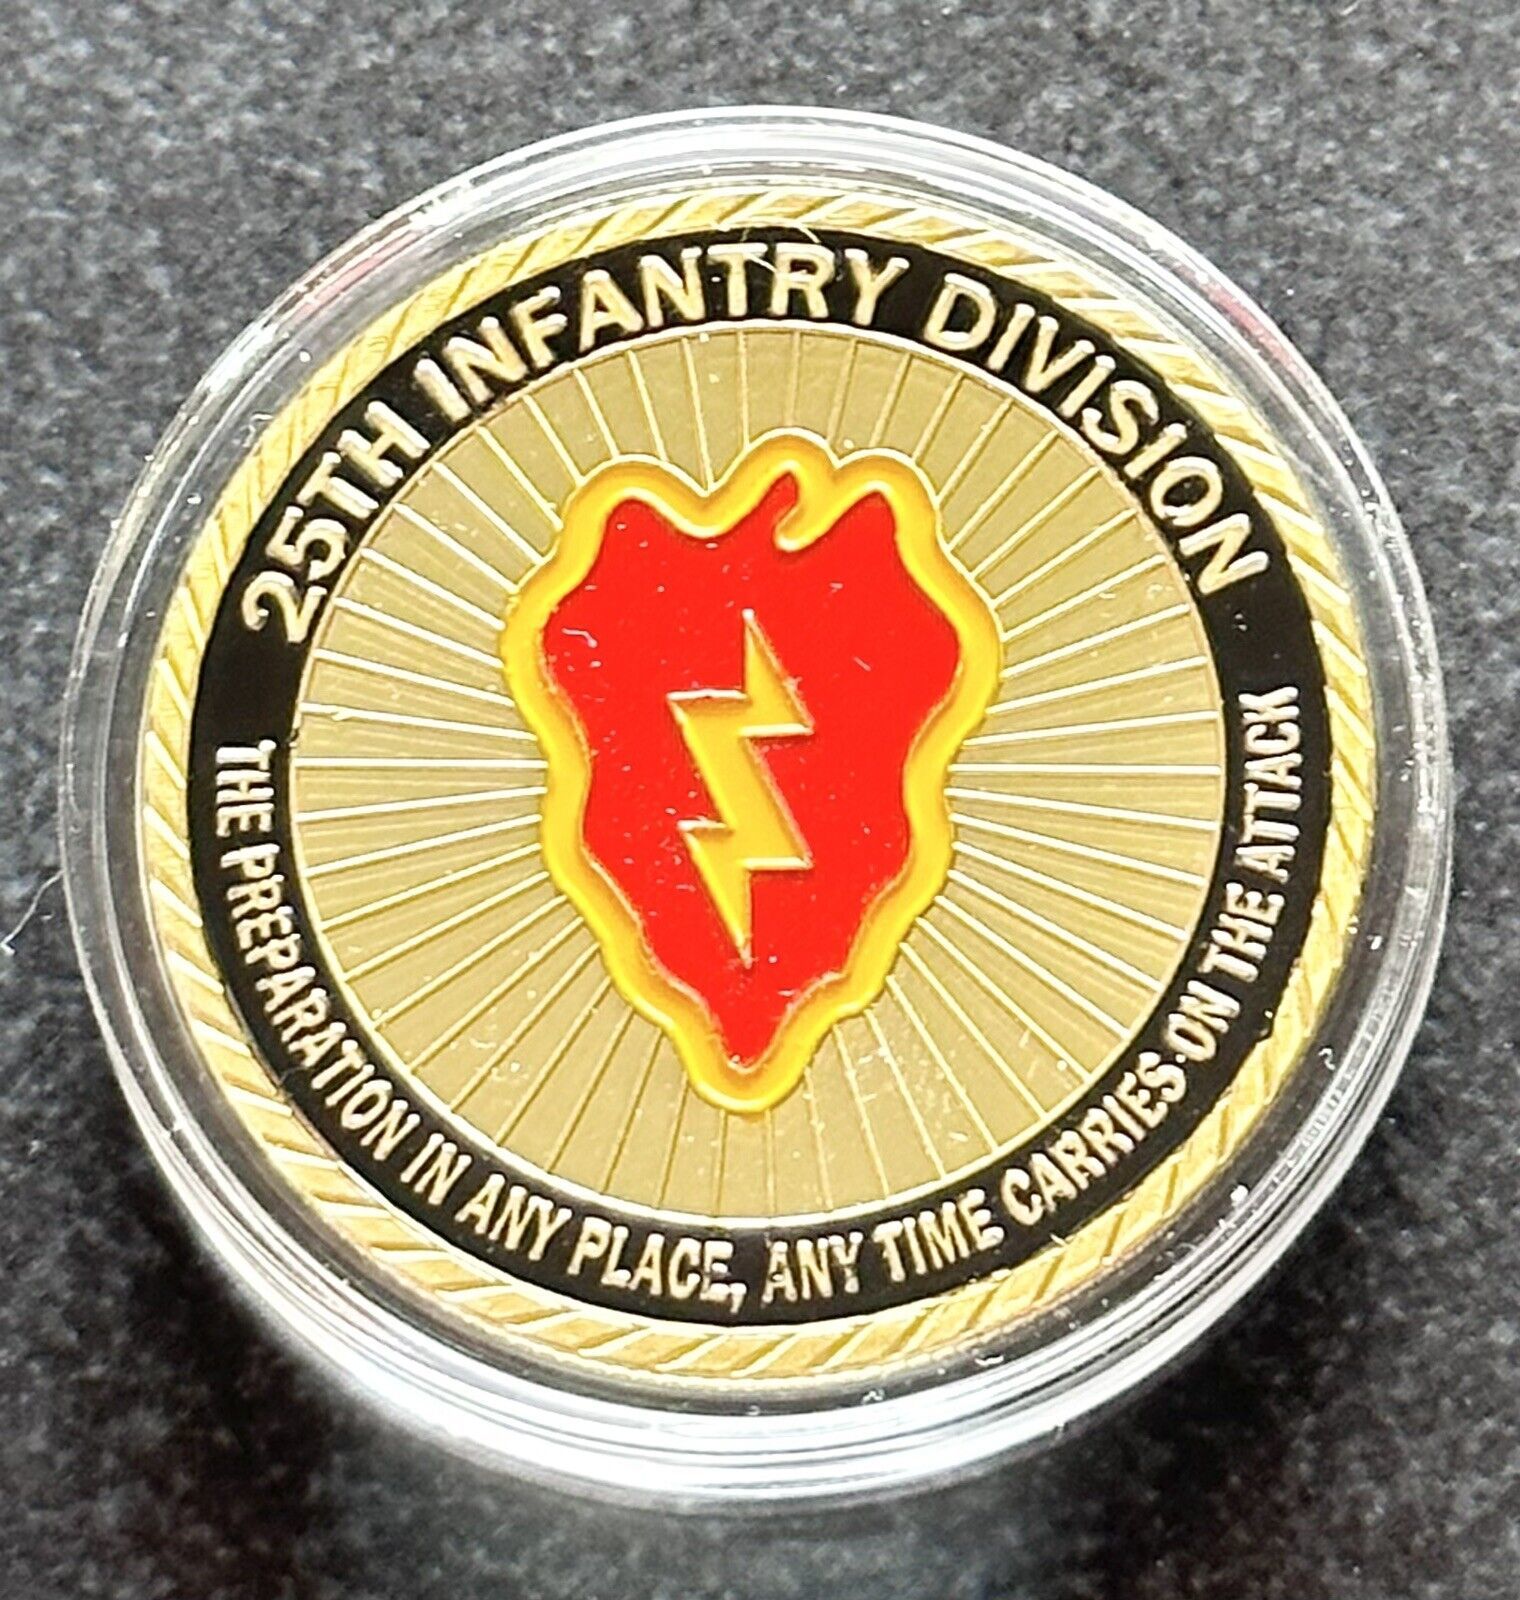 25TH INFANTRY DIVISION
THE PREPARATION IN ANY PLACE, ANY TIME CARRIES·ON THE ATTACK